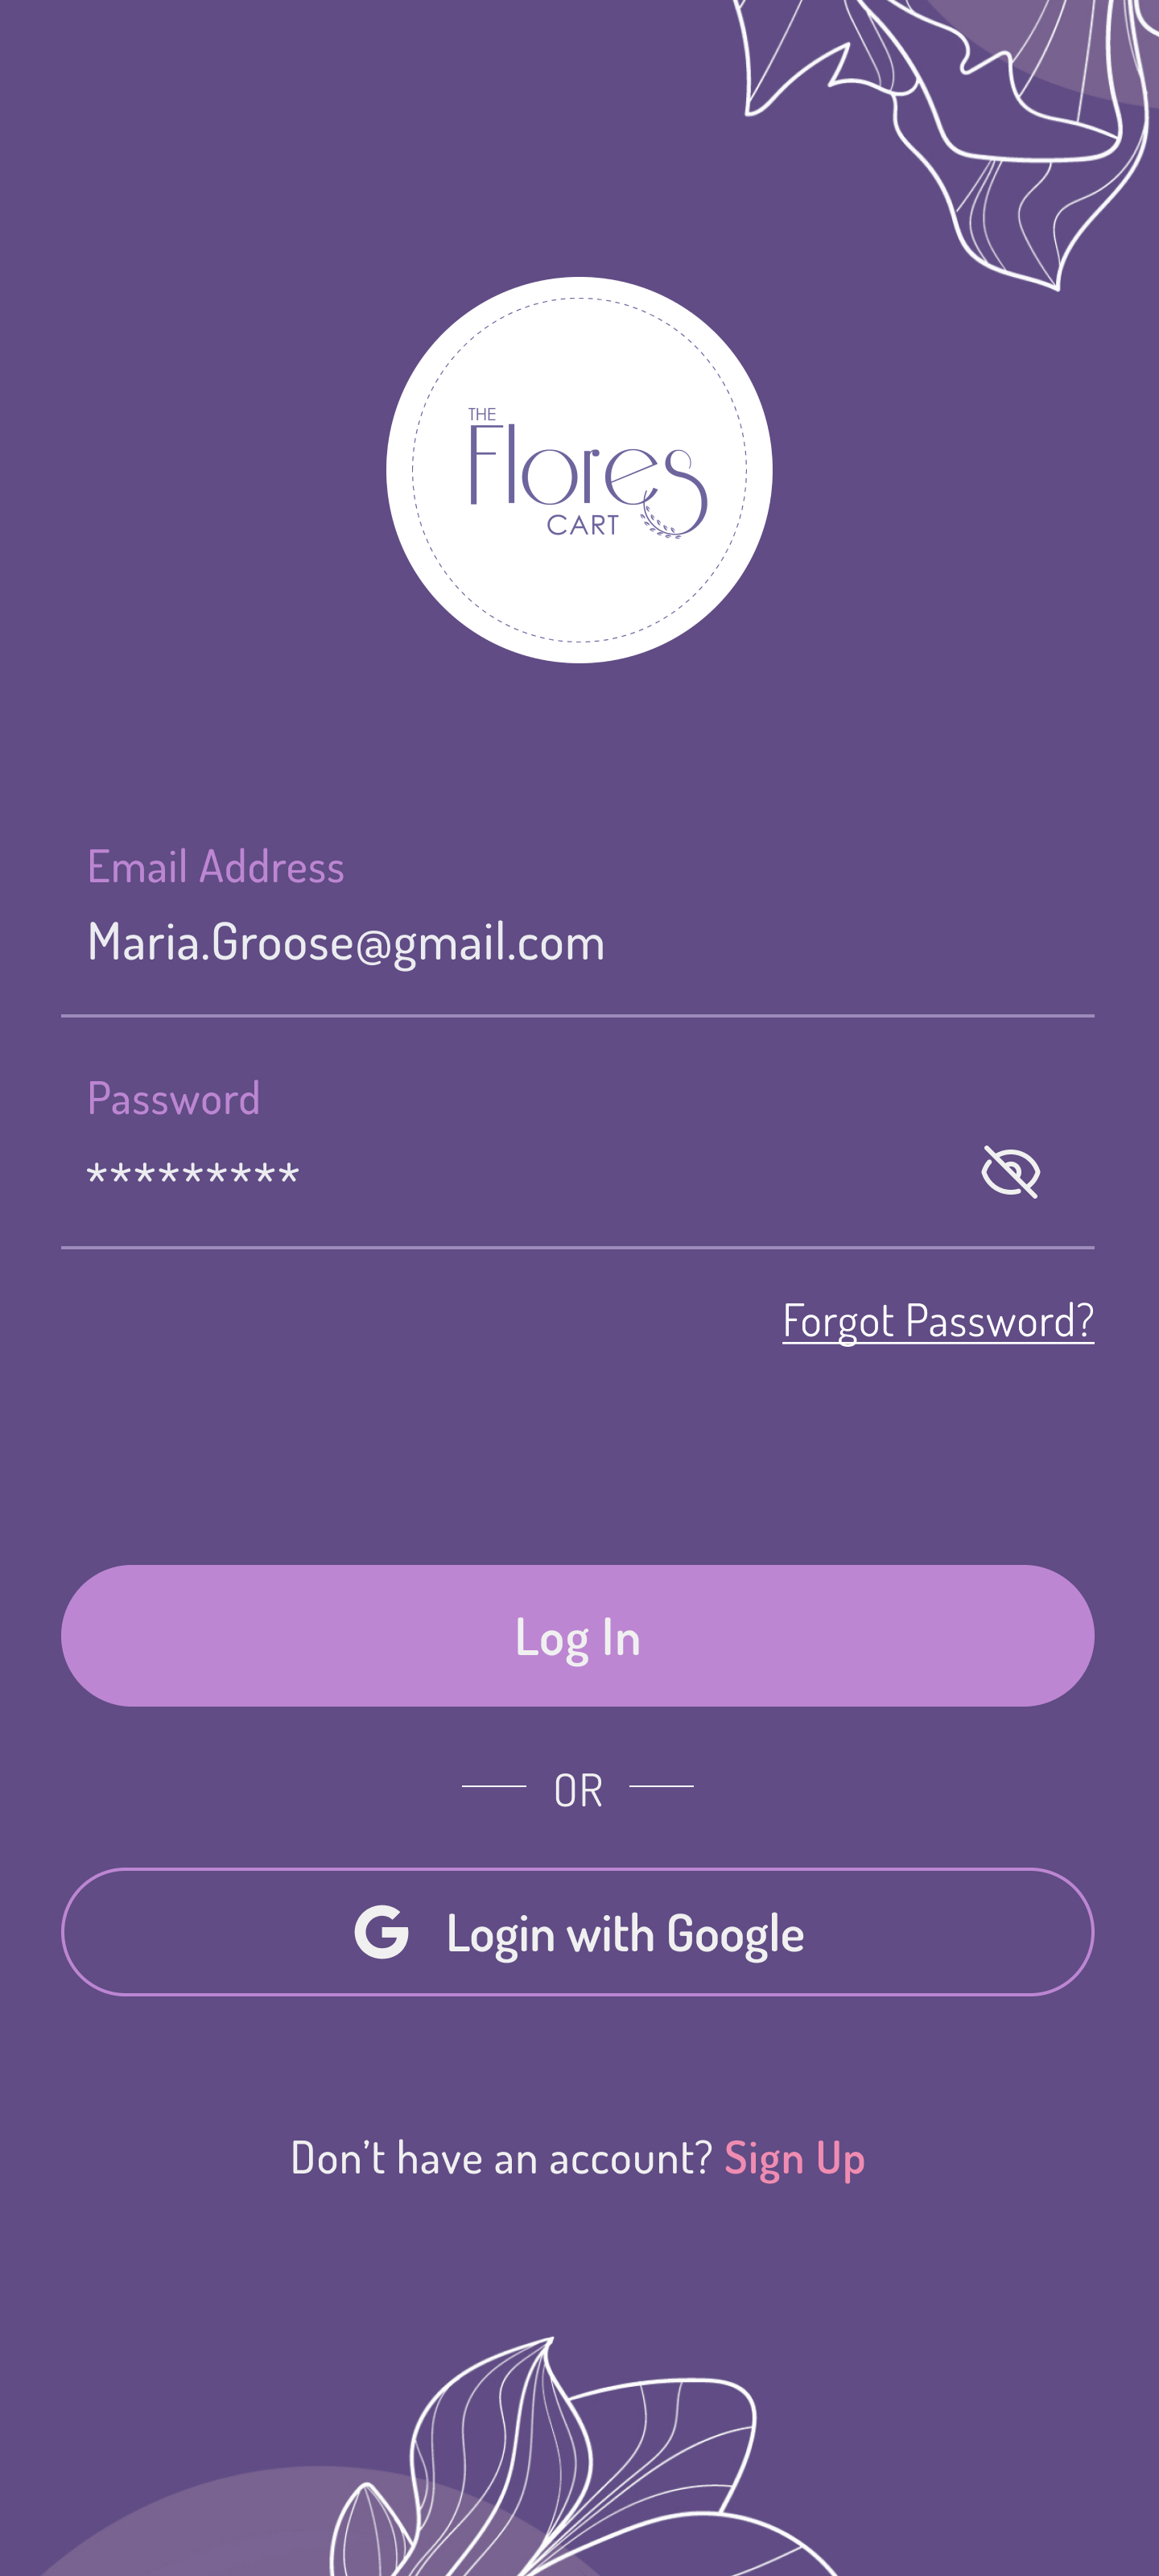 THE
Flores
CART
Email Address
Maria.Groose@gmail.com
Password
*********
Forgot Password?
Log In
OR
G Login with Google
Don’t have an account? Sign Up